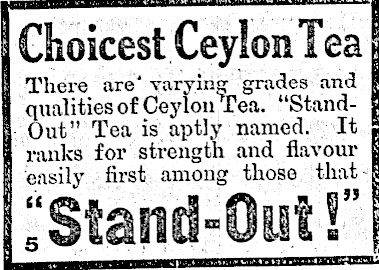 Choicest Ceylon Tea
There are varying grades and
qualities of Ceylon Tea. "Stand-
Out" Tea is aptly named. It
ranks for strength and flavour
easily first among those that
"Stand-Out!"
5